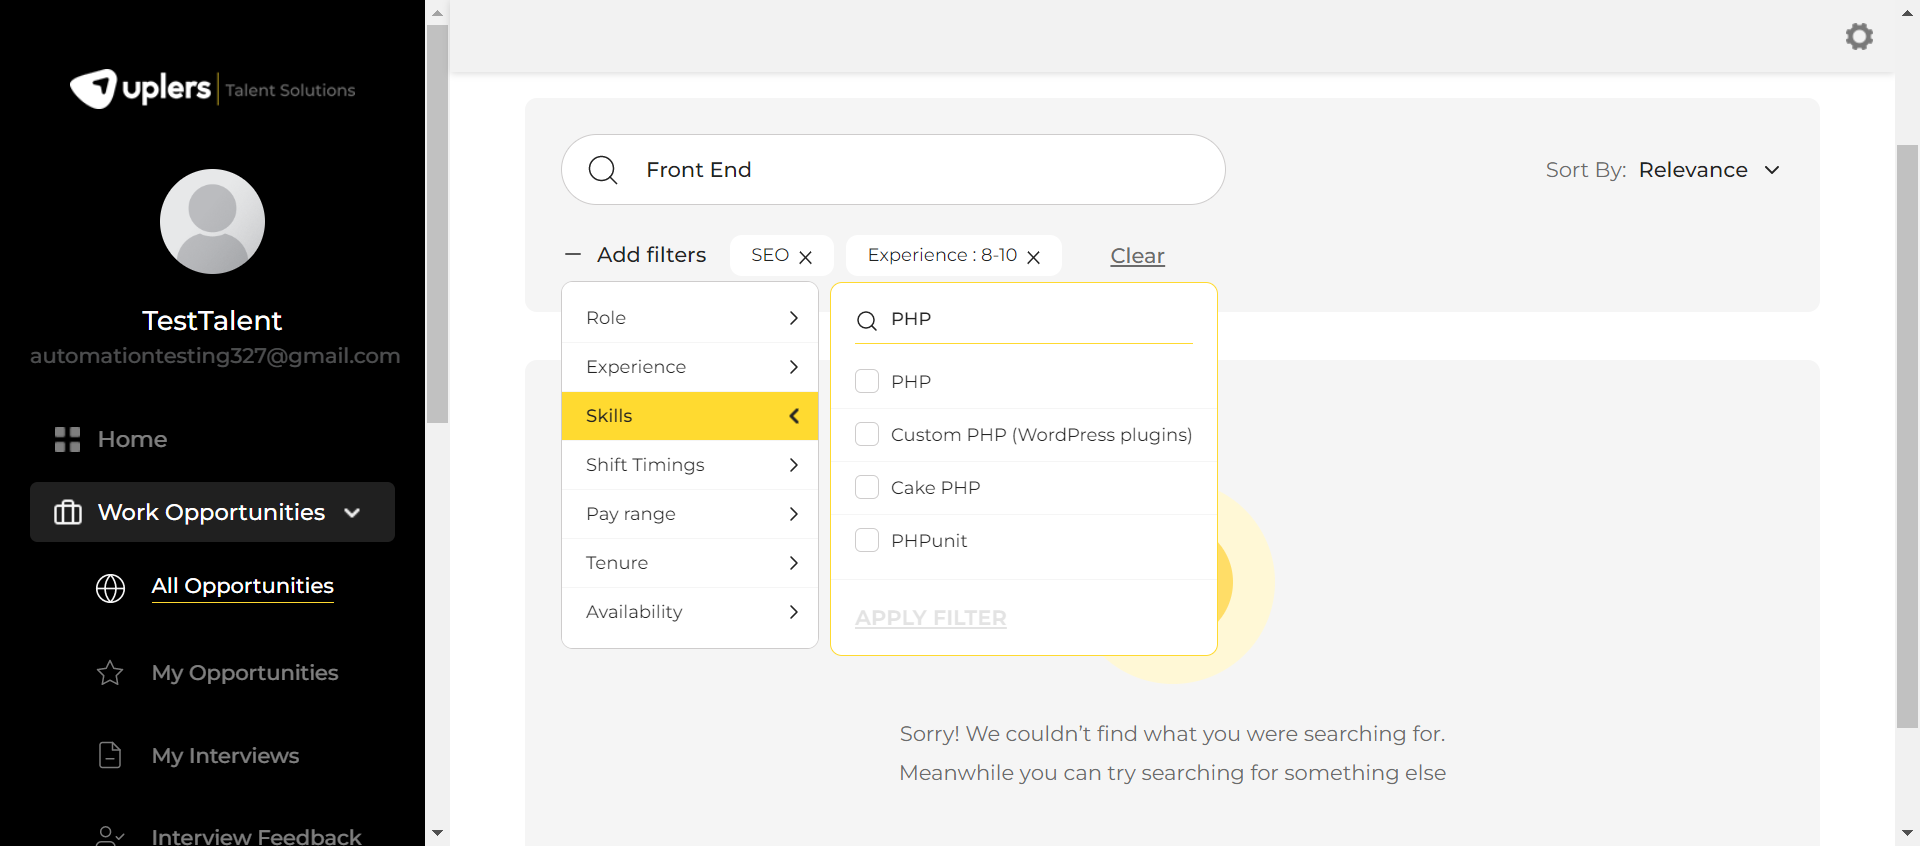 uplers | Talent Solutions
TestTalent
automationtesting327@gmail.com
Home
Work Opportunities
All Opportunities
My Opportunities
My Interviews
Interview Feedback
Front End
Sort By: Relevance
Add filters
SEO
Experience : 8-10
Clear
Role
Experience
Skills
Shift Timings
Pay range
Tenure
Availability
PHP
PHP
Custom PHP (WordPress plugins)
Cake PHP
PHPunit
APPLY FILTER
Sorry! We couldn’t find what you were searching for.
Meanwhile you can try searching for something else